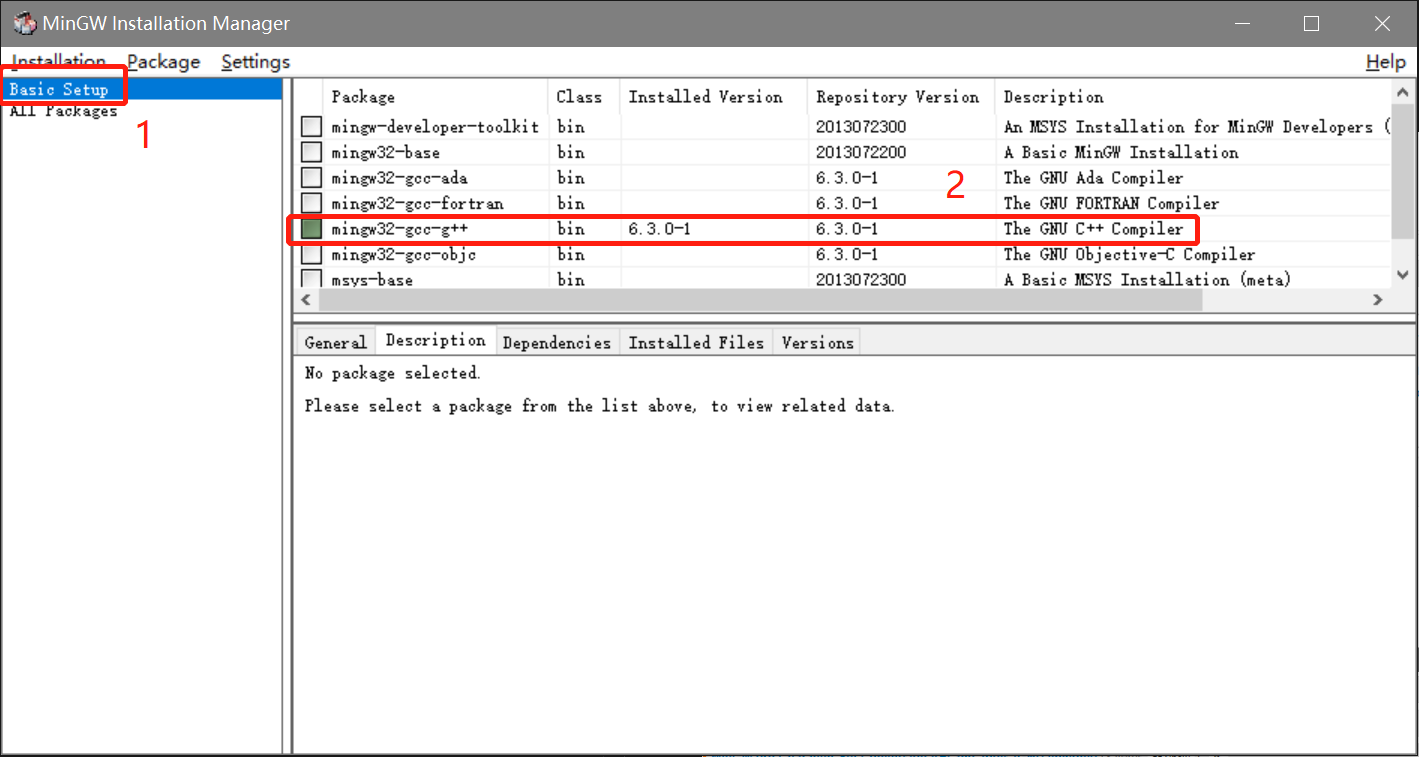 MinGW Installation Manager
Installation Package Settings Help
Basic Setup
All Packages
1
Package Class Installed Version Repository Version Description
mingw-developer-toolkit bin 2013072300 An MSYS Installation for MinGW Developers (
mingw32-base bin 2013072200 A Basic MinGW Installation
mingw32-gcc-ada bin 6.3.0-1 The GNU Ada Compiler
2
mingw32-gcc-fortran bin 6.3.0-1 The GNU FORTRAN Compiler
mingw32-gcc-g++ bin 6.3.0-1 6.3.0-1 The GNU C++ Compiler
mingw32-gcc-objc bin 6.3.0-1 The GNU Objective-C Compiler
msys-base bin 2013072300 A Basic MSYS Installation (meta)
General Description Dependencies Installed Files Versions
No package selected.
Please select a package from the list above, to view related data.